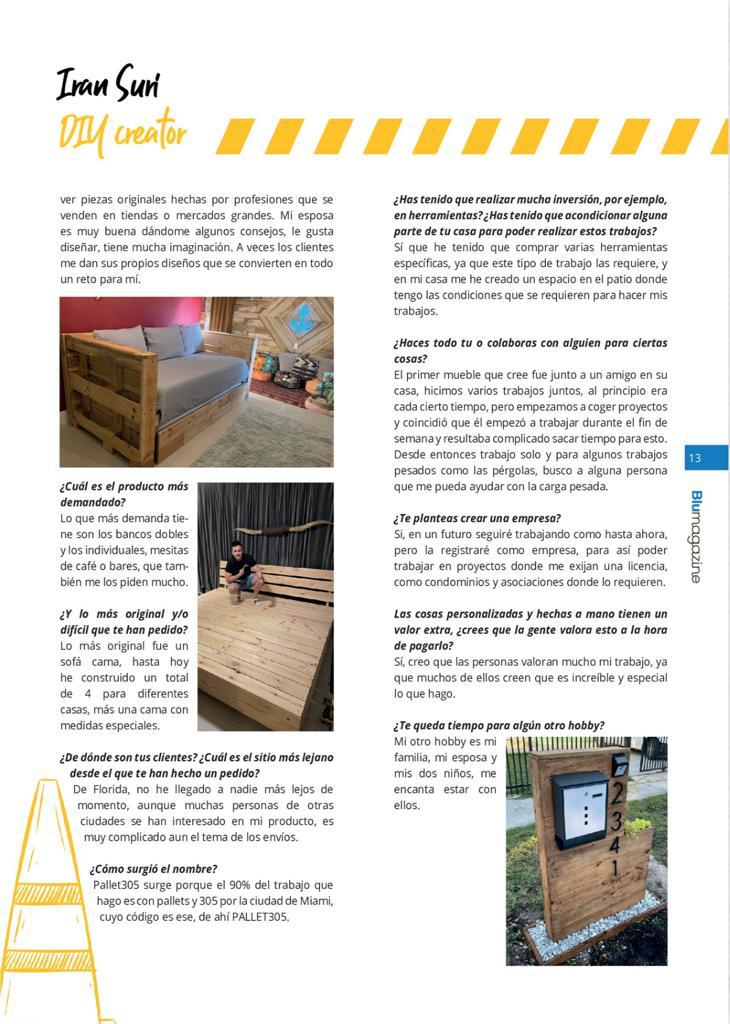 Iran Suri
DIY creator
ver piezas originales hechas por profesiones que se
venden en tiendas o mercados grandes. Mi esposa
es muy buena dándome algunos consejos, le gusta
diseñar, tiene mucha imaginación. A veces los clientes
me dan sus propios diseños que se convierten en todo
un reto para mí.
¿Cuál es el producto más
demandado?
Lo que más demanda tie-
ne son los bancos dobles
y los individuales, mesitas
de café o bares, que tam-
bién me los piden mucho.
¿Y lo más original y/o
difícil que te han pedido?
Lo más original fue un
sofá cama, hasta hoy
he construido un total
de 4 para diferentes
casas, más una cama con
medidas especiales.
¿De dónde son tus clientes? ¿Cuál es el sitio más lejano
desde el que te han hecho un pedido?
De Florida, no he llegado a nadie más lejos de
momento, aunque muchas personas de otras
ciudades se han interesado en mi producto, es
muy complicado aun el tema de los envíos.
¿Cómo surgió el nombre?
Pallet305 surge porque el 90% del trabajo que
hago es con pallets y 305 por la ciudad de Miami,
cuyo código es ese, de ahí PALLET305.
¿Has tenido que realizar mucha inversión, por ejemplo,
en herramientas? ¿Has tenido que acondicionar alguna
parte de tu casa para poder realizar estos trabajos?
Sí que he tenido que comprar varias herramientas
específicas, ya que este tipo de trabajo las requiere, y
en mi casa me he creado un espacio en el patio donde
tengo las condiciones que se requieren para hacer mis
trabajos.
¿Haces todo tu o colaboras con alguien para ciertas
cosas?
El primer mueble que cree fue junto a un amigo en su
casa, hicimos varios trabajos juntos, al principio era
cada cierto tiempo, pero empezamos a coger proyectos
y coincidió que él empezó a trabajar durante el fin de
semana y resultaba complicado sacar tiempo para esto.
Desde entonces trabajo solo y para algunos trabajos
pesados como las pérgolas, busco a alguna persona
que me pueda ayudar con la carga pesada.
¿Te planteas crear una empresa?
Si, en un futuro seguiré trabajando como hasta ahora,
pero la registraré como empresa, para así poder
trabajar en proyectos donde me exijan una licencia,
como condominios y asociaciones donde lo requieren.
Las cosas personalizadas y hechas a mano tienen un
valor extra, ¿crees que la gente valora esto a la hora
de pagarlo?
Sí, creo que las personas valoran mucho mi trabajo, ya
que muchos de ellos creen que es increíble y especial
lo que hago.
¿Te queda tiempo para algún otro hobby?
Mi otro hobby es mi
familia, mi esposa y
mis dos niños, me
encanta estar con
ellos.
2
3
4
1
13
Blumagazine